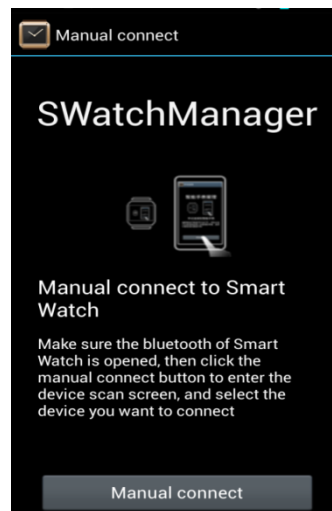 Manual connect
SWatchManager
Manual connect to Smart
Watch
Make sure the bluetooth of Smart
Watch is opened, then click the
manual connect button to enter the
device scan screen, and select the
device you want to connect
Manual connect